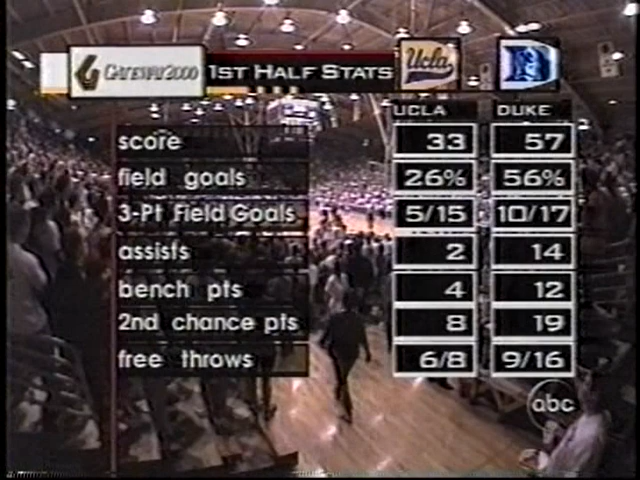 GATEWAY2000 1ST HALF STATS Ucla D
UCLA DUKE
score 33 57
field goals 26% 56%
3-Pt Field Goals 5/15 10/17
assists 2 14
bench pts 4 12
2nd chance pts 8 19
free throws 6/8 9/16
abc